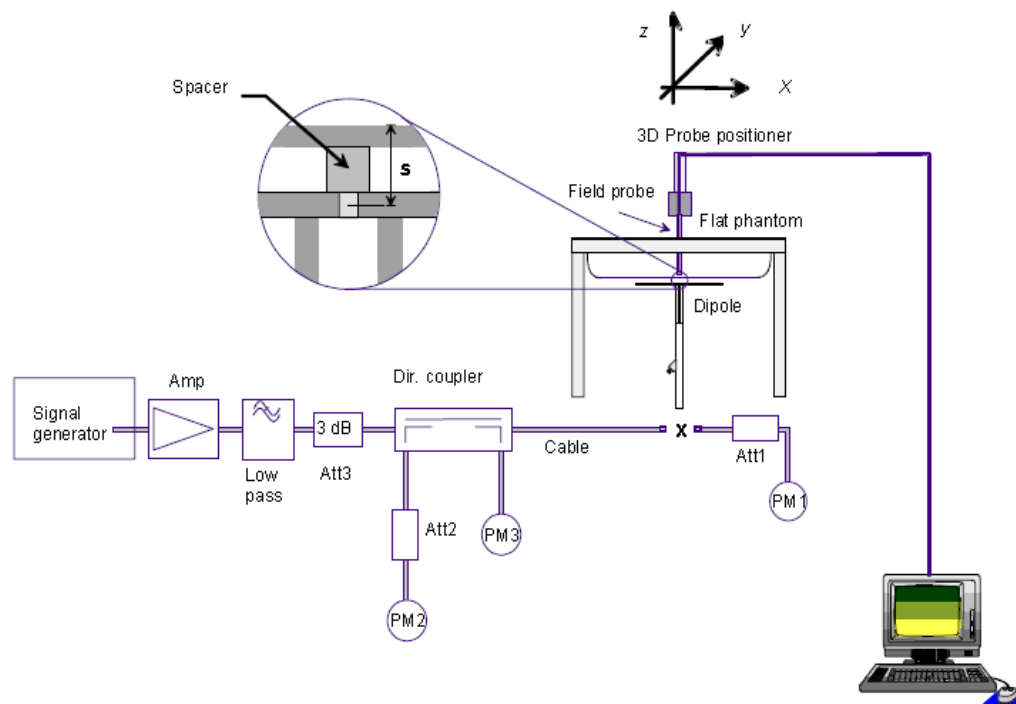 z
y
X
Spacer
3D Probe positioner
s
Field probe
Flat phantom
Dipole
Dir. coupler
Amp
Signal
generator
3 dB
x
Cable
Att1
Low
pass
Att3
PM1
Att2
PM3
PM2